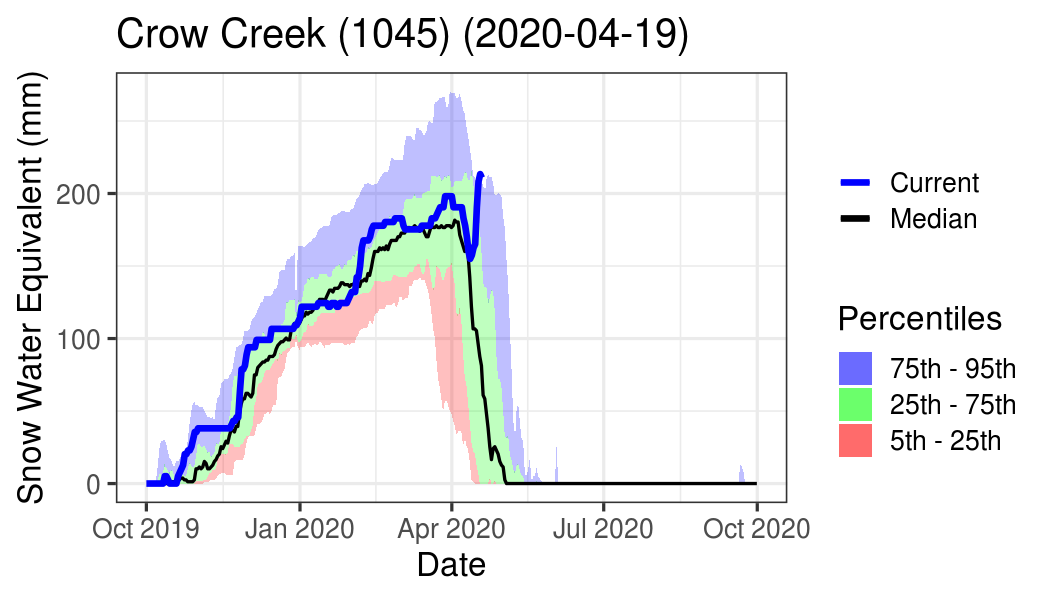 Crow Creek (1045) (2020-04-19)
Snow Water Equivalent (mm)
200
100
0
Oct 2019 Jan 2020 Apr 2020 Jul 2020 Oct 2020
Date
Current
Median
Percentiles
75th - 95th
25th - 75th
5th - 25th